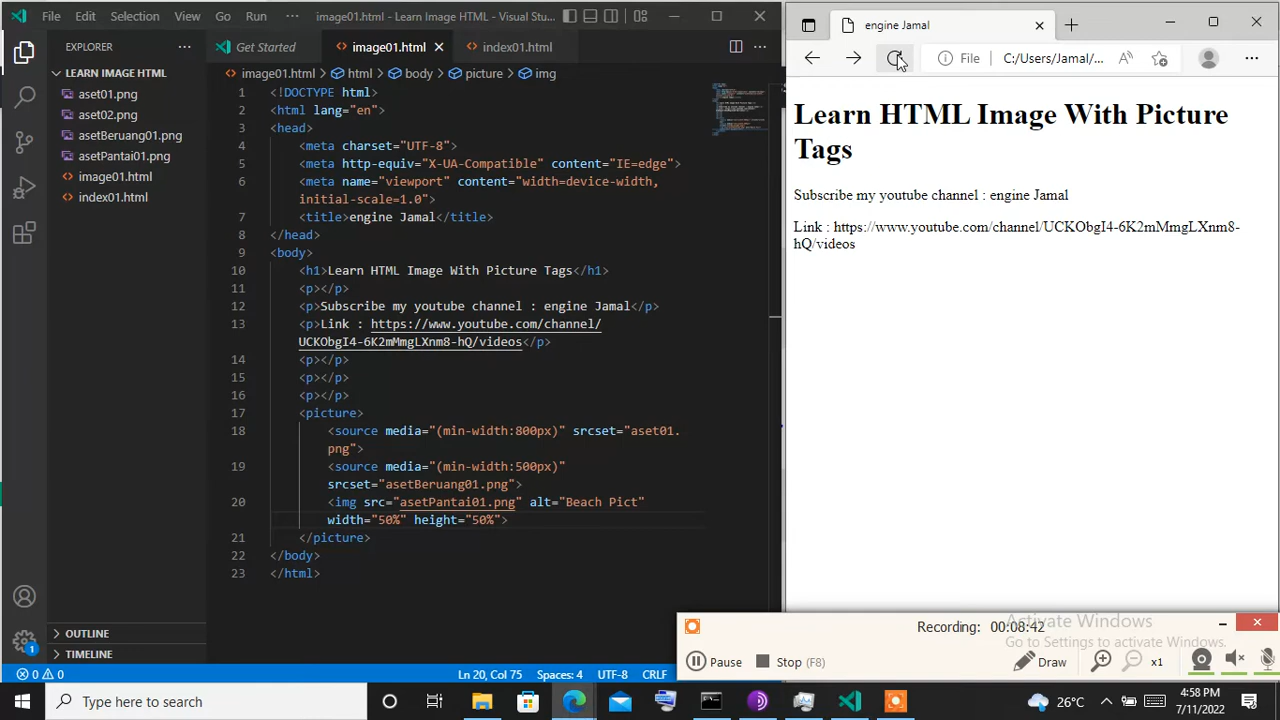 File Edit Selection View Go Run ··· image01.html - Learn Image HTML - Visual Stu...
EXPLORER ···
LEARN IMAGE HTML
aset01.png
aset02.png
asetBeruang01.png
asetPantai01.png
image01.html
index01.html
OUTLINE
TIMELINE
Get Started image01.html index01.html ···
image01.html > html > body > picture > img
1 <!DOCTYPE html>
2 <html lang="en">
3 <head>
4 <meta charset="UTF-8">
5 <meta http-equiv="X-UA-Compatible" content="IE=edge">
6 <meta name="viewport" content="width=device-width,
initial-scale=1.0">
7 <title>engine Jamal</title>
8 </head>
9 <body>
10 <h1>Learn HTML Image With Picture Tags</h1>
11 <p></p>
12 <p>Subscribe my youtube channel : engine Jamal</p>
13 <p>Link : https://www.youtube.com/channel/
UCKObgI4-6K2mMmgLXnm8-hQ/videos</p>
14 <p></p>
15 <p></p>
16 <p></p>
17 <picture>
18 <source media="(min-width:800px)" srcset="aset01.
png">
19 <source media="(min-width:500px)"
srcset="asetBeruang01.png">
20 <img src="asetPantai01.png" alt="Beach Pict"
width="50%" height="50%">
21 </picture>
22 </body>
23 </html>
1
0 0 Ln 20, Col 75 Spaces: 4 UTF-8 CRLF
engine Jamal
File C:/Users/Jamal/... ···
Learn HTML Image With Picture
Tags
Subscribe my youtube channel : engine Jamal
Link : https://www.youtube.com/channel/UCKObgI4-6K2mMmgLXnm8-
hQ/videos
Activate Windows
Go to Settings to activate Windows.
Recording: 00:08:42
Pause Stop (F8) Draw x1
Type here to search
26°C
4:58 PM
7/11/2022